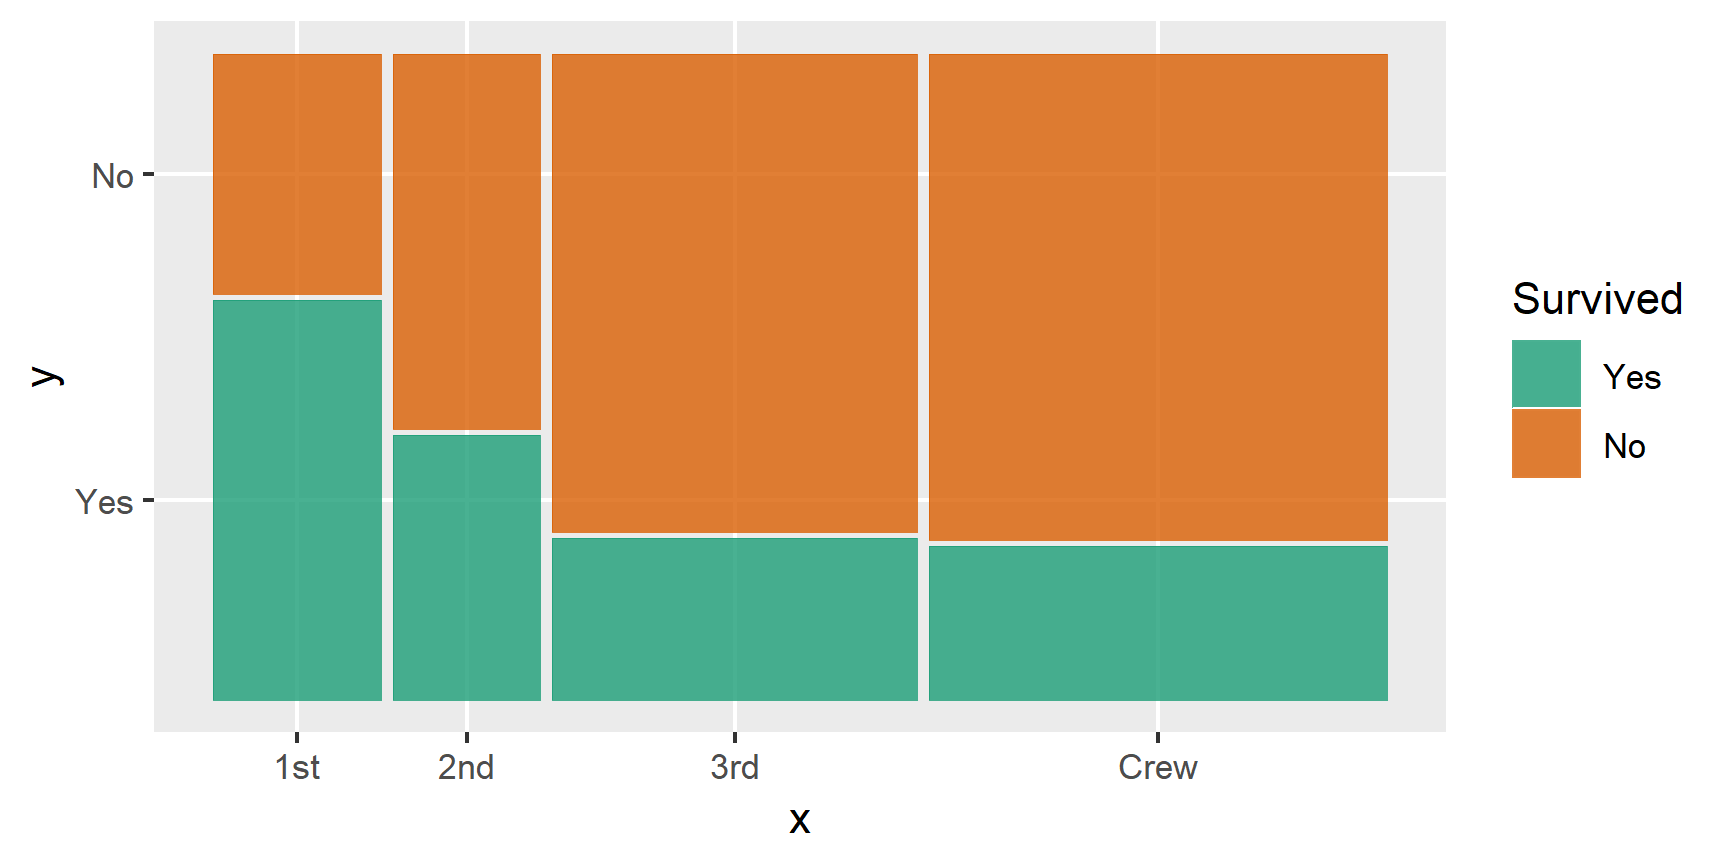 No
Yes
y
1st 2nd 3rd Crew
x
Survived
Yes
No